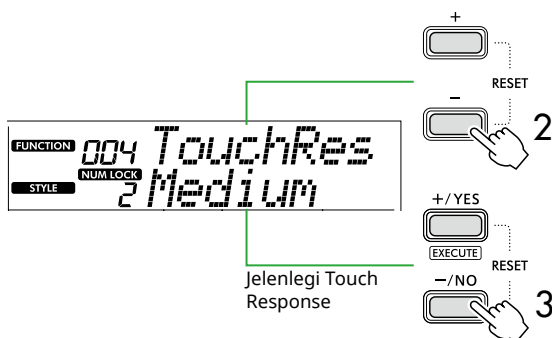 +
RESET
−
2
FUNCTION 004 TouchRes
NUM LOCK
STYLE 2 Medium
+/YES
EXECUTE
RESET
−/NO
3
Jelenlegi Touch
Response